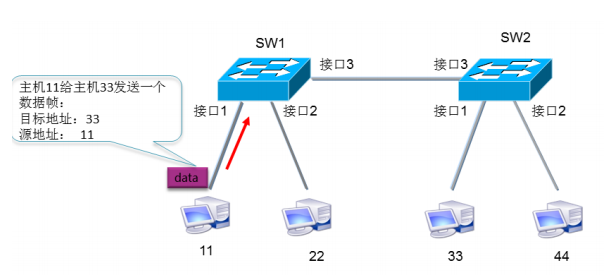 SW1
SW2
接口3
接口3
主机11给主机33发送一个
数据帧:
目标地址: 33
源地址: 11
接口1
接口2
接口1
接口2
data
11
22
33
44